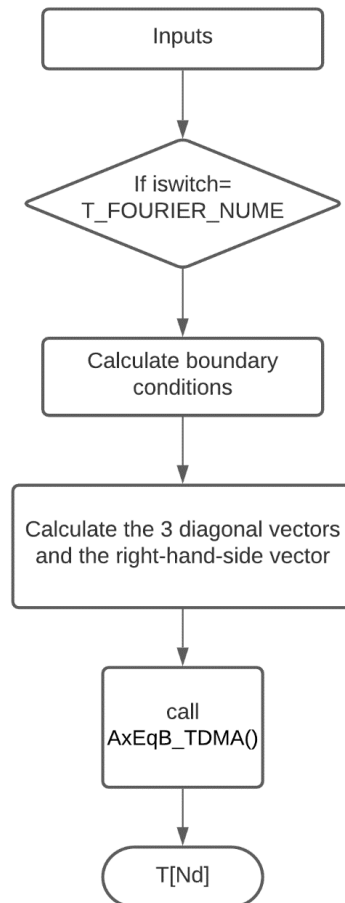 Inputs
If iswitch=
T_FOURIER_NUME
Calculate boundary
conditions
Calculate the 3 diagonal vectors
and the right-hand-side vector
call
AxEqB_TDMA()
T[Nd]